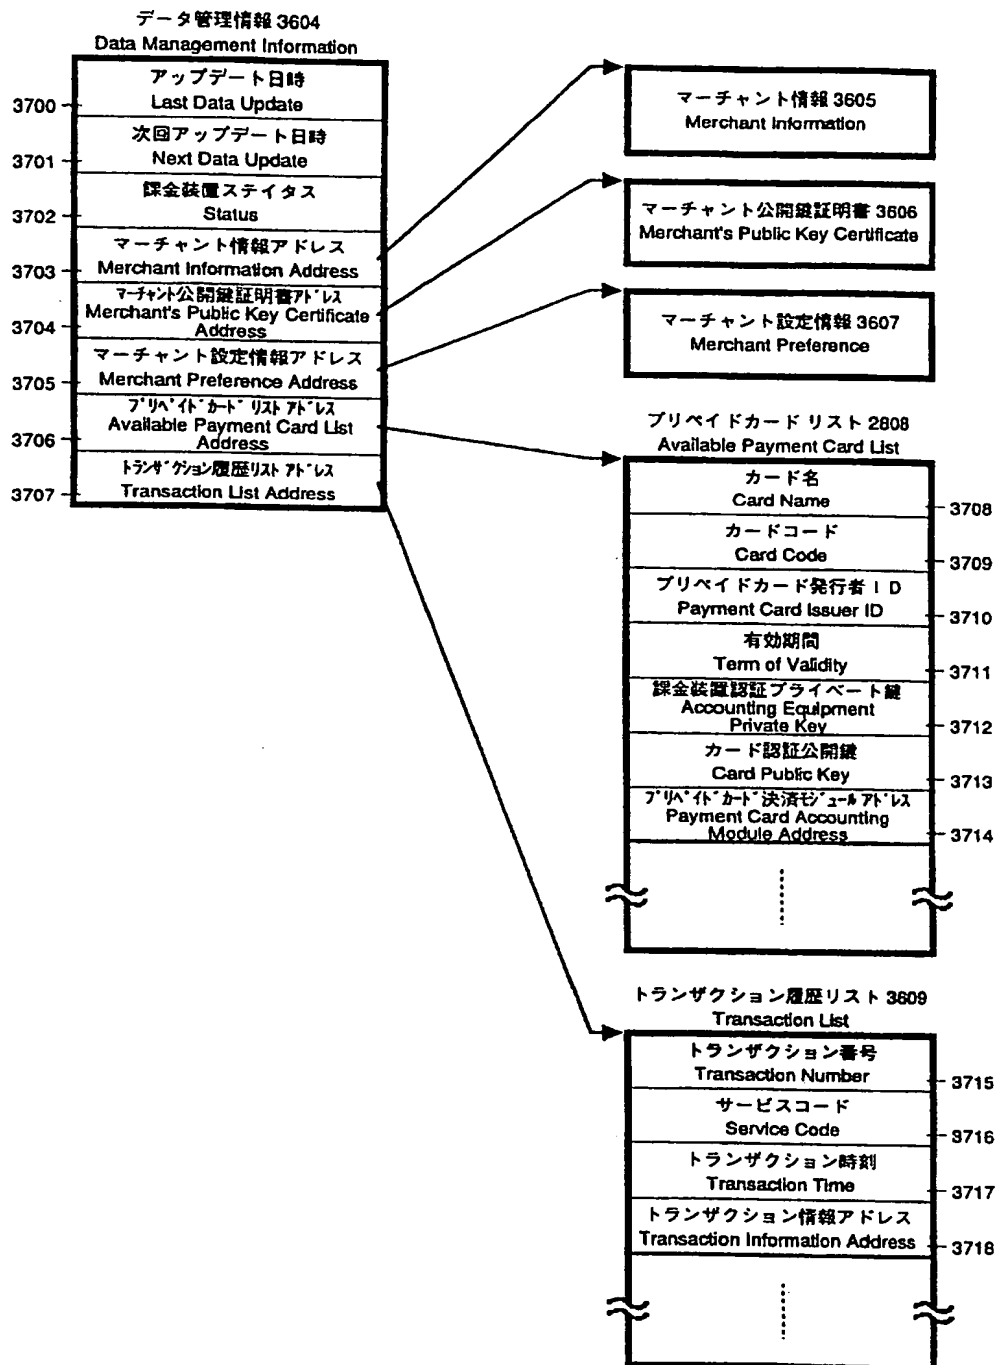 データ管理情報 3604
Data Management Information
アップデート日時
Last Data Update
3700
次回アップデート日時
Next Data Update
3701
課金装置ステイタス
Status
3702
マーチャント情報アドレス
Merchant Information Address
3703
マーチャント公開鍵証明書アドレス
Merchant's Public Key Certificate
Address
3704
マーチャント設定情報アドレス
Merchant Preference Address
3705
プリペイドカード リスト アドレス
Available Payment Card List
Address
3706
トランザクション履歴リスト アドレス
Transaction List Address
3707
マーチャント情報 3605
Merchant Information
マーチャント公開鍵証明書 3606
Merchant's Public Key Certificate
マーチャント設定情報 3607
Merchant Preference
プリペイドカード リスト 2808
Available Payment Card List
カード名
Card Name
3708
カードコード
Card Code
3709
プリペイドカード発行者ID
Payment Card Issuer ID
3710
有効期間
Term of Validity
3711
課金装置認証プライベート鍵
Accounting Equipment
Private Key
3712
カード認証公開鍵
Card Public Key
3713
プリペイドカード決済モジュールアドレス
Payment Card Accounting
Module Address
3714
トランザクション履歴リスト 3609
Transaction List
トランザクション番号
Transaction Number
3715
サービスコード
Service Code
3716
トランザクション時刻
Transaction Time
3717
トランザクション情報アドレス
Transaction Information Address
3718